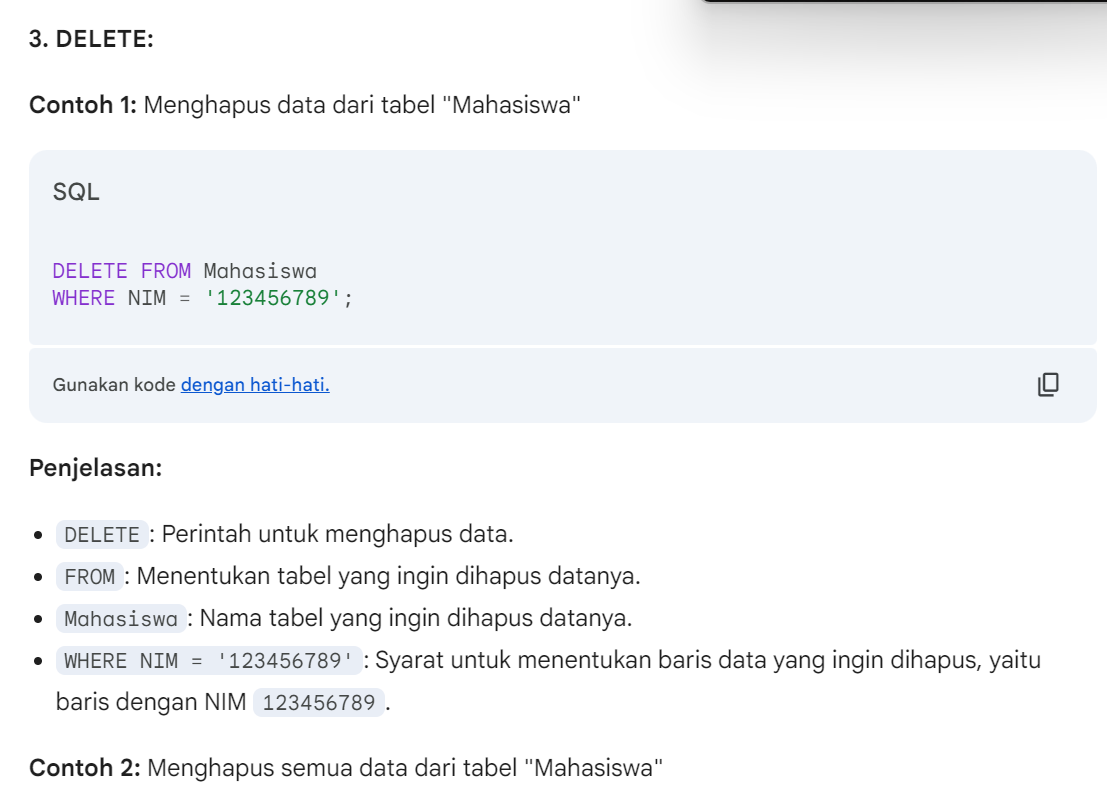 3. DELETE:
Contoh 1: Menghapus data dari tabel "Mahasiswa"
SQL
DELETE FROM Mahasiswa
WHERE NIM = '123456789';
Gunakan kode dengan hati-hati.
Penjelasan:
DELETE : Perintah untuk menghapus data.
FROM : Menentukan tabel yang ingin dihapus datanya.
Mahasiswa : Nama tabel yang ingin dihapus datanya.
WHERE NIM = '123456789' : Syarat untuk menentukan baris data yang ingin dihapus, yaitu
baris dengan NIM 123456789 .
Contoh 2: Menghapus semua data dari tabel "Mahasiswa"